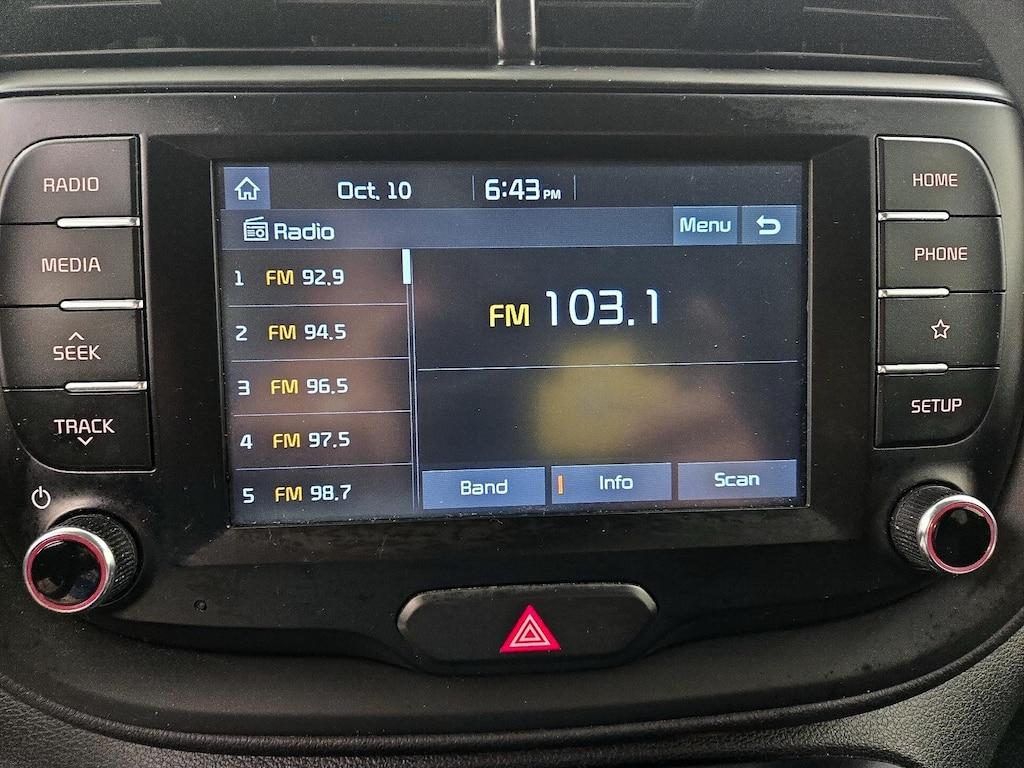 RADIO
MEDIA
SEEK
TRACK
Oct. 10 6:43 PM
Radio
Menu
1 FM 92.9
2 FM 94.5
3 FM 96.5
4 FM 97.5
5 FM 98.7
FM 103.1
Band
Info
Scan
HOME
PHONE
SETUP